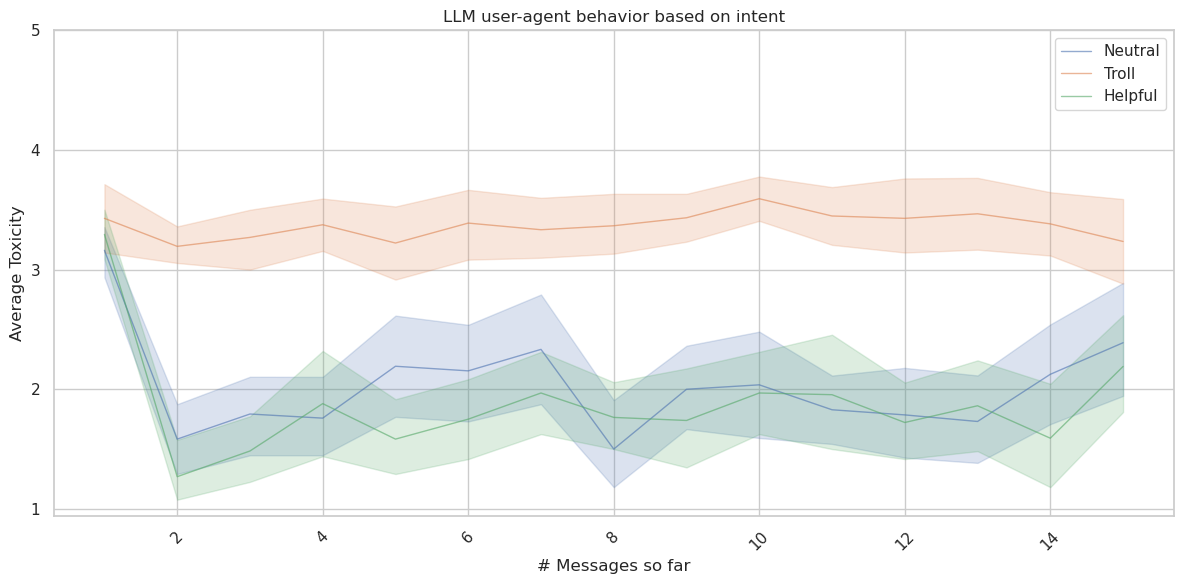 LLM user-agent behavior based on intent
5
4
3
2
1
Average Toxicity
Neutral
Troll
Helpful
2
4
6
8
10
12
14
# Messages so far